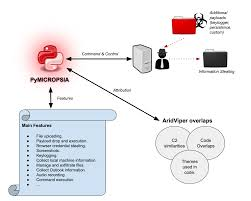 Additional
payloads
(keylogger,
persistence,
custom)
Command & Control
PyMICROPSIA
Information Stealing
Attribution
Features
Main Features
File uploading.
Payload drop and execution.
Browser credential stealing.
Screenshots.
Keylogging.
Collect local machine information.
Manage and exfiltrate files.
Collect Outlook information.
Audio recording.
Command execution.
...
AridViper overlaps
C2
similarities
Code
Overlaps
Themes
used in
code